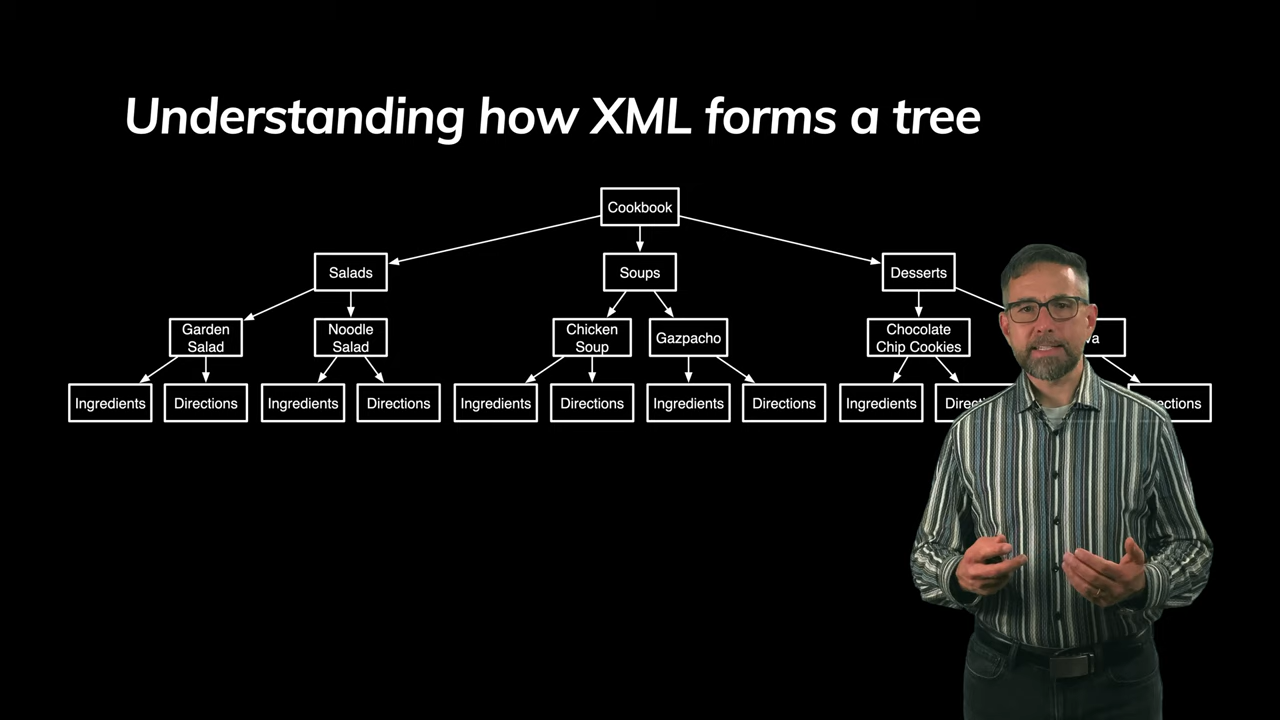 Understanding how XML forms a tree
Cookbook
Salads
Soups
Desserts
Garden
Salad
Noodle
Salad
Chicken
Soup
Gazpacho
Chocolate
Chip Cookies
Ingredients
Directions
Ingredients
Directions
Ingredients
Directions
Ingredients
Directions
Ingredients